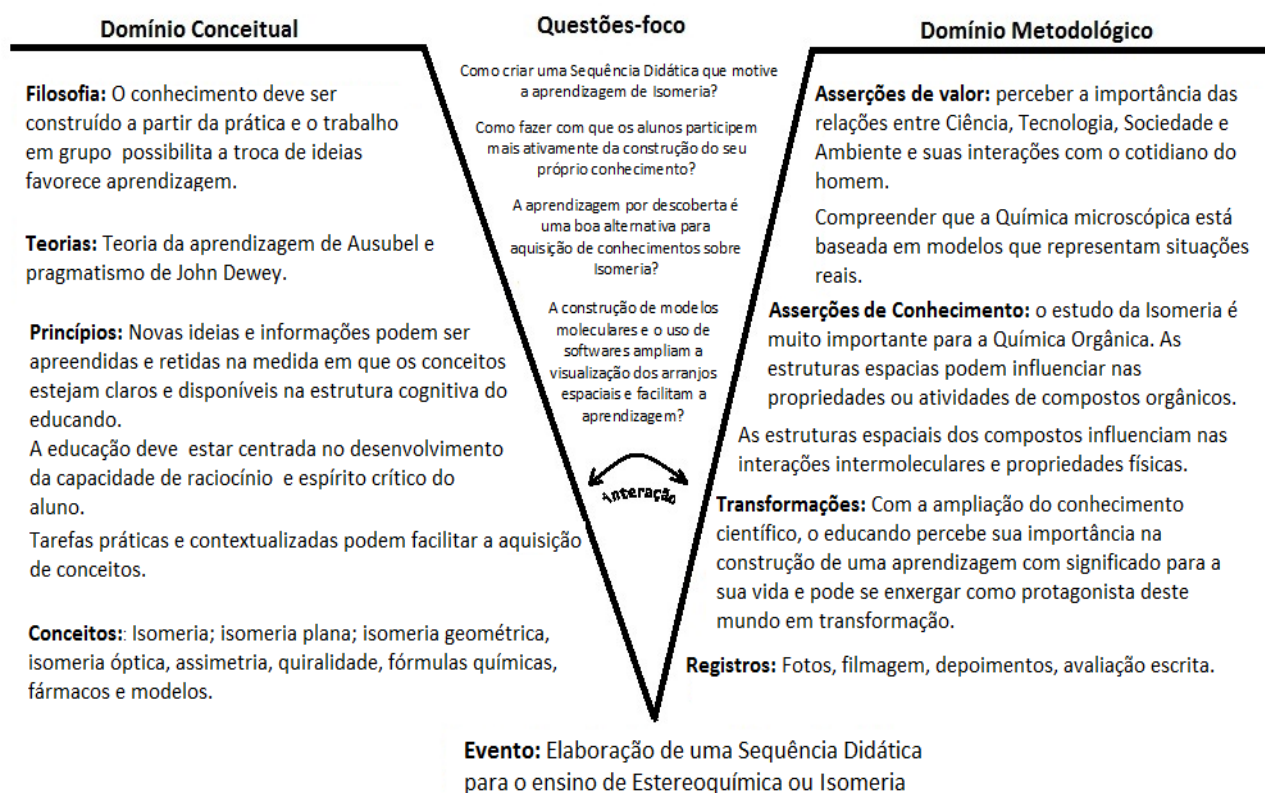 Domínio Conceitual
Filosofia: O conhecimento deve ser
construído a partir da prática e o trabalho
em grupo possibilita a troca de ideias
favorece aprendizagem.
Teorias: Teoria da aprendizagem de Ausubel e
pragmatismo de John Dewey.
Princípios: Novas ideias e informações podem ser
apreendidas e retidas na medida em que os conceitos
estejam claros e disponíveis na estrutura cognitiva do
educando.
A educação deve estar centrada no desenvolvimento
da capacidade de raciocínio e espírito crítico do
aluno.
Tarefas práticas e contextualizadas podem facilitar a aquisição
de conceitos.
Conceitos:: Isomeria; isomeria plana; isomeria geométrica,
isomeria óptica, assimetria, quiralidade, fórmulas químicas,
fármacos e modelos.
Questões-foco
Como criar uma Sequência Didática que motive
a aprendizagem de Isomeria?
Como fazer com que os alunos participem
mais ativamente da construção do seu
próprio conhecimento?
A aprendizagem por descoberta é
uma boa alternativa para
aquisição de conhecimentos sobre
Isomeria?
A construção de modelos
moleculares e o uso de
softwares ampliam a
visualização dos arranjos
espaciais e facilitam a
aprendizagem?
Interação
Domínio Metodológico
Asserções de valor: perceber a importância das
relações entre Ciência, Tecnologia, Sociedade e
Ambiente e suas interações com o cotidiano do
homem.
Compreender que a Química microscópica está
baseada em modelos que representam situações
reais.
Asserções de Conhecimento: o estudo da Isomeria é
muito importante para a Química Orgânica. As
estruturas espacias podem influenciar nas
propriedades ou atividades de compostos orgânicos.
As estruturas espaciais dos compostos influenciam nas
interações intermoleculares e propriedades físicas.
Transformações: Com a ampliação do conhecimento
científico, o educando percebe sua importância na
construção de uma aprendizagem com significado para a
sua vida e pode se enxergar como protagonista deste
mundo em transformação.
Registros: Fotos, filmagem, depoimentos, avaliação escrita.
Evento: Elaboração de uma Sequência Didática
para o ensino de Estereoquímica ou Isomeria